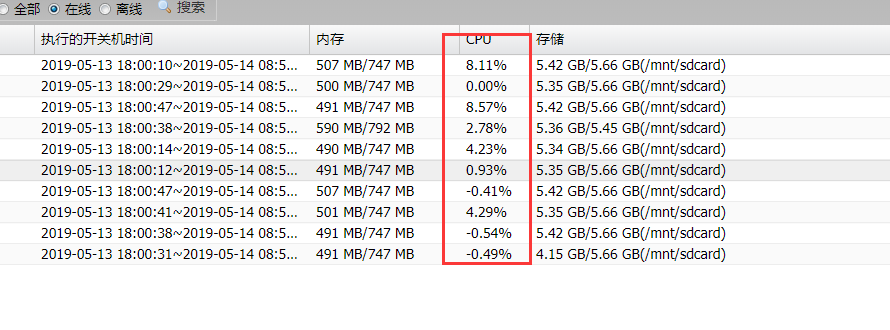 全部 在线 离线 搜索
执行的开关机时间 内存 CPU 存储
2019-05-13 18:00:10~2019-05-14 08:5... 507 MB/747 MB 8.11% 5.42 GB/5.66 GB(/mnt/sdcard)
2019-05-13 18:00:29~2019-05-14 08:5... 500 MB/747 MB 0.00% 5.35 GB/5.66 GB(/mnt/sdcard)
2019-05-13 18:00:47~2019-05-14 08:5... 491 MB/747 MB 8.57% 5.42 GB/5.66 GB(/mnt/sdcard)
2019-05-13 18:00:38~2019-05-14 08:5... 590 MB/792 MB 2.78% 5.36 GB/5.45 GB(/mnt/sdcard)
2019-05-13 18:00:14~2019-05-14 08:5... 490 MB/747 MB 4.23% 5.34 GB/5.66 GB(/mnt/sdcard)
2019-05-13 18:00:12~2019-05-14 08:5... 491 MB/747 MB 0.93% 5.35 GB/5.66 GB(/mnt/sdcard)
2019-05-13 18:00:47~2019-05-14 08:5... 507 MB/747 MB -0.41% 5.42 GB/5.66 GB(/mnt/sdcard)
2019-05-13 18:00:41~2019-05-14 08:5... 501 MB/747 MB 4.29% 5.35 GB/5.66 GB(/mnt/sdcard)
2019-05-13 18:00:38~2019-05-14 08:5... 491 MB/747 MB -0.54% 5.42 GB/5.66 GB(/mnt/sdcard)
2019-05-13 18:00:31~2019-05-14 08:5... 491 MB/747 MB -0.49% 4.15 GB/5.66 GB(/mnt/sdcard)